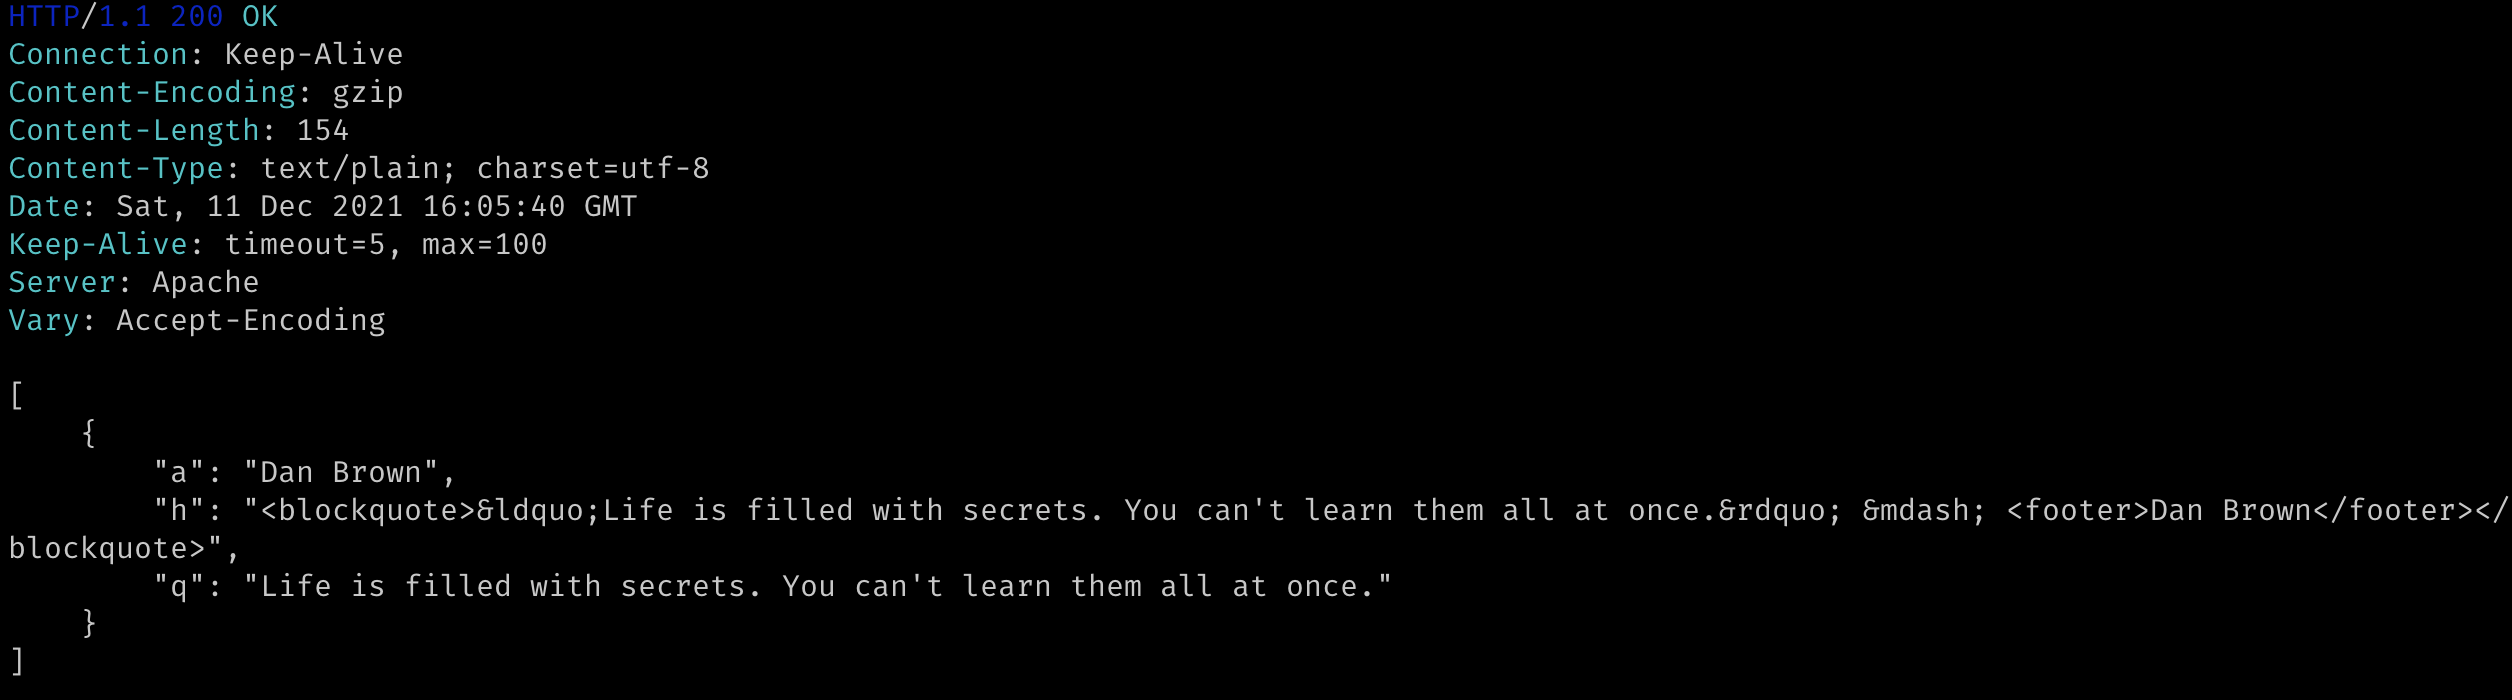 HTTP/1.1 200 OK
Connection: Keep-Alive
Content-Encoding: gzip
Content-Length: 154
Content-Type: text/plain; charset=utf-8
Date: Sat, 11 Dec 2021 16:05:40 GMT
Keep-Alive: timeout=5, max=100
Server: Apache
Vary: Accept-Encoding

[
    {
        "a": "Dan Brown",
        "h": "<blockquote>&ldquo;Life is filled with secrets. You can't learn them all at once.&rdquo; &mdash; <footer>Dan Brown</footer></
blockquote>",
        "q": "Life is filled with secrets. You can't learn them all at once."
    }
]